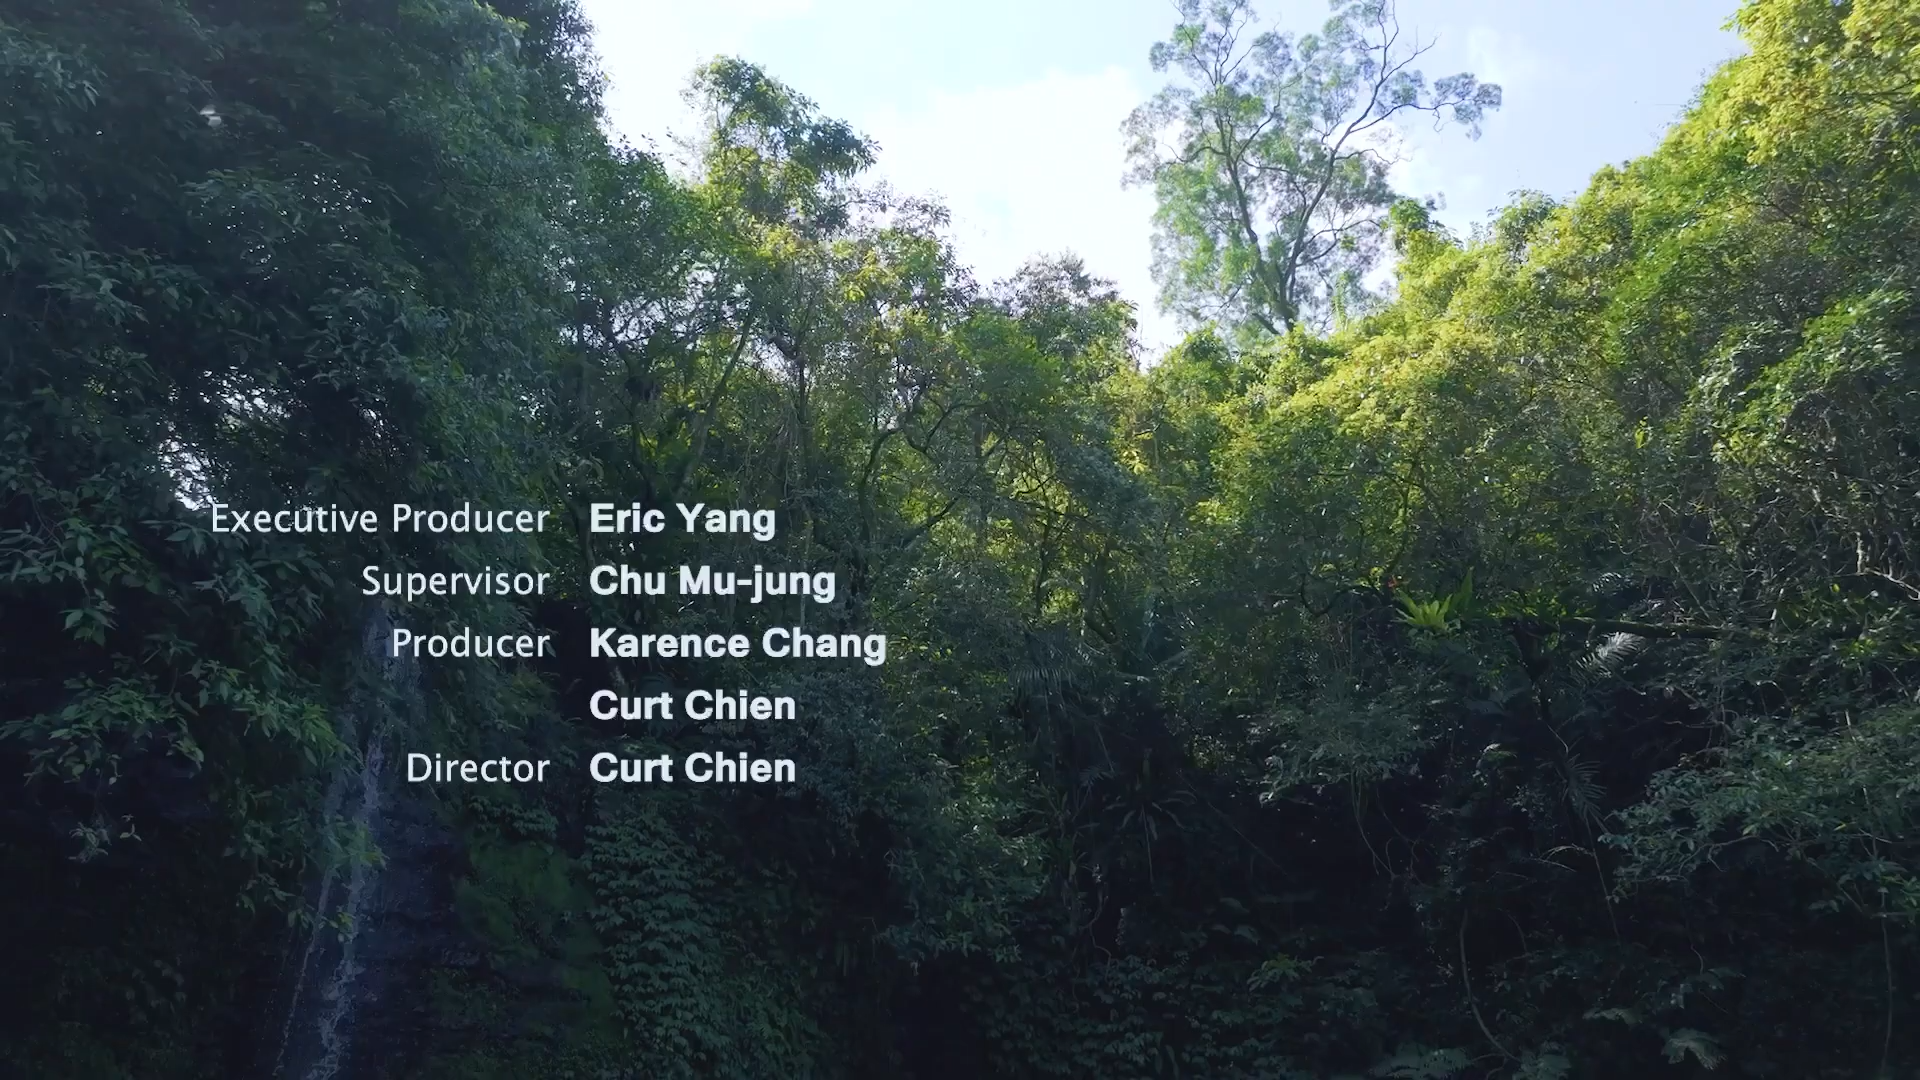 Executive Producer Eric Yang
Supervisor Chu Mu-jung
Producer Karence Chang
Curt Chien
Director Curt Chien